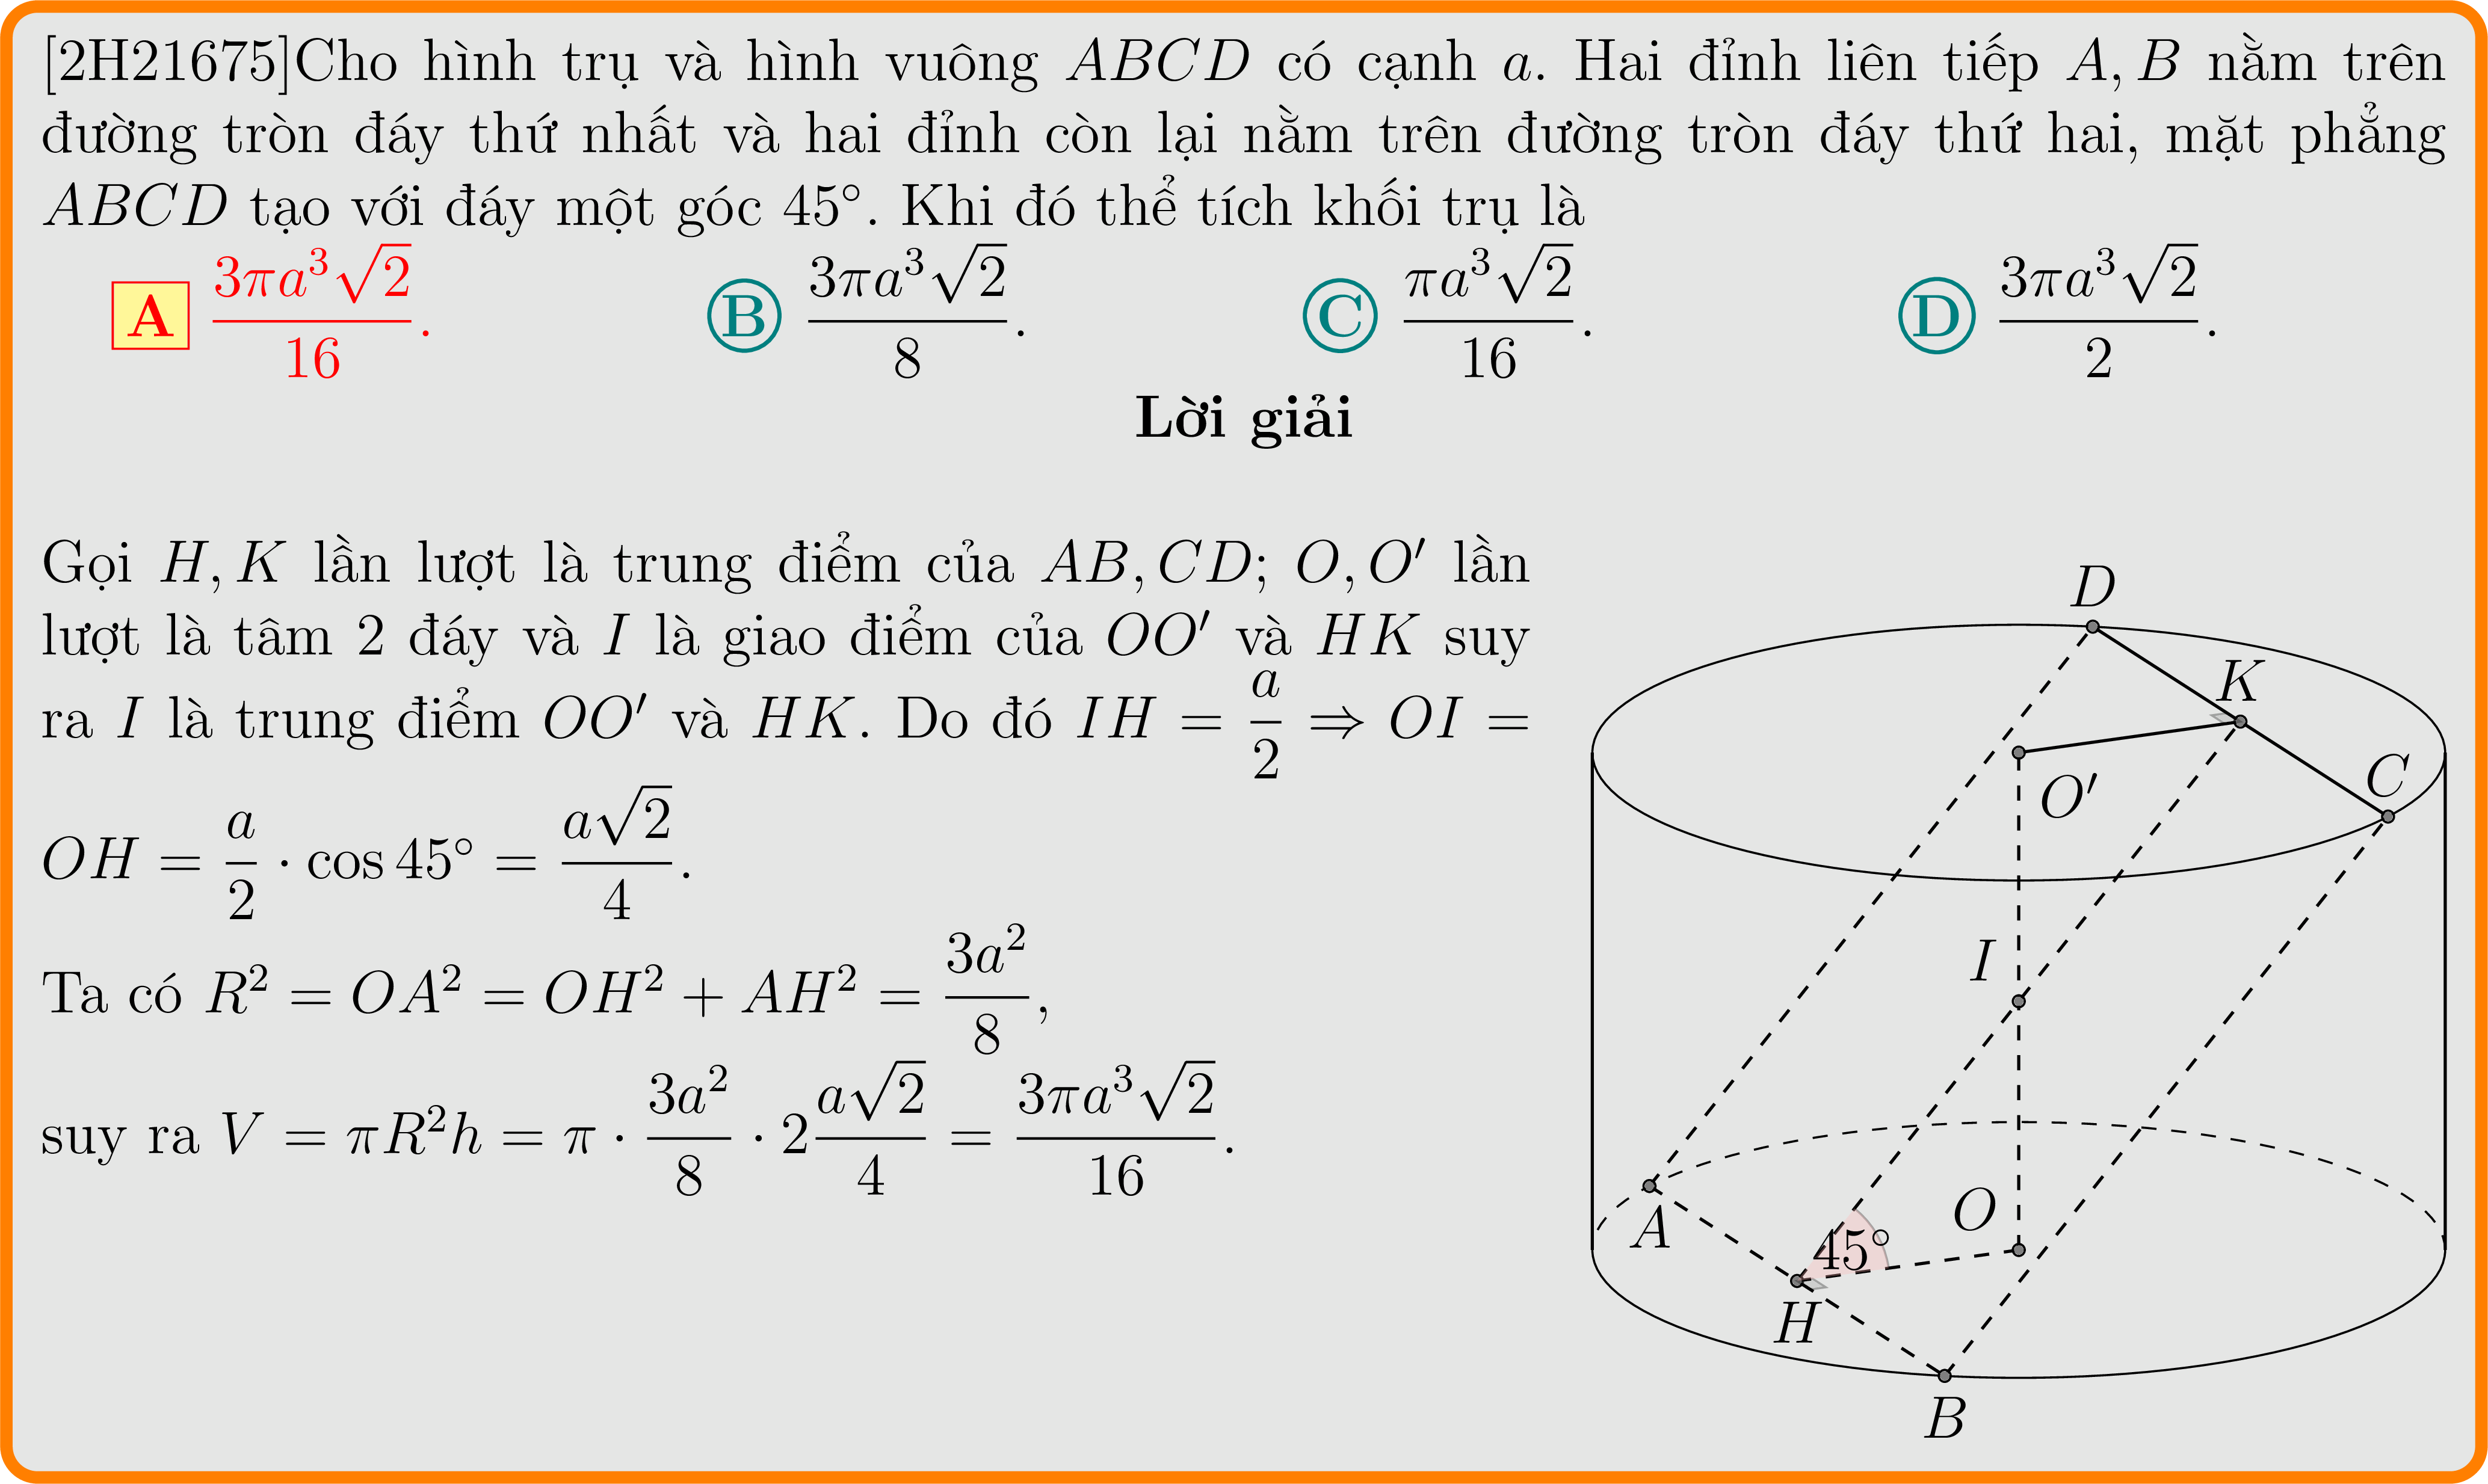 [2H21675]Cho hình trụ và hình vuông ABCD có cạnh a. Hai đỉnh liên tiếp A, B nằm trên
đường tròn đáy thứ nhất và hai đỉnh còn lại nằm trên đường tròn đáy thứ hai, mặt phẳng
ABCD tạo với đáy một góc 45°. Khi đó thể tích khối trụ là
A $\frac{3\pi a^3\sqrt{2}}{16}$. B $\frac{3\pi a^3\sqrt{2}}{8}$. C $\frac{\pi a^3\sqrt{2}}{16}$. D $\frac{3\pi a^3\sqrt{2}}{2}$.
Lời giải
Gọi H, K lần lượt là trung điểm của AB, CD; O, O′ lần
lượt là tâm 2 đáy và I là giao điểm của OO′ và HK suy
ra I là trung điểm OO′ và HK. Do đó $IH = \frac{a}{2} \Rightarrow OI =$
$OH = \frac{a}{2} \cdot \cos 45^\circ = \frac{a\sqrt{2}}{4}$.
Ta có $R^2 = OA^2 = OH^2 + AH^2 = \frac{3a^2}{8}$,
suy ra $V = \pi R^2 h = \pi \cdot \frac{3a^2}{8} \cdot 2\frac{a\sqrt{2}}{4} = \frac{3\pi a^3\sqrt{2}}{16}$.
D
K
C
O′
I
O
A
45°
H
B